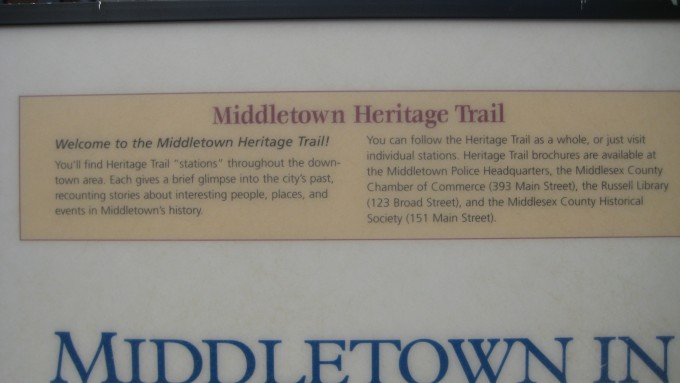 Middletown Heritage Trail
Welcome to the Middletown Heritage Trail!
You'll find Heritage Trail "stations" throughout the down-
town area. Each gives a brief glimpse into the city's past,
recounting stories about interesting people, places, and
events in Middletown's history.
You can follow the Heritage Trail as a whole, or just visit
individual stations. Heritage Trail brochures are available at
the Middletown Police Headquarters, the Middlesex County
Chamber of Commerce (393 Main Street), the Russell Library
(123 Broad Street), and the Middlesex County Historical
Society (151 Main Street).
MIDDLETOWN IN